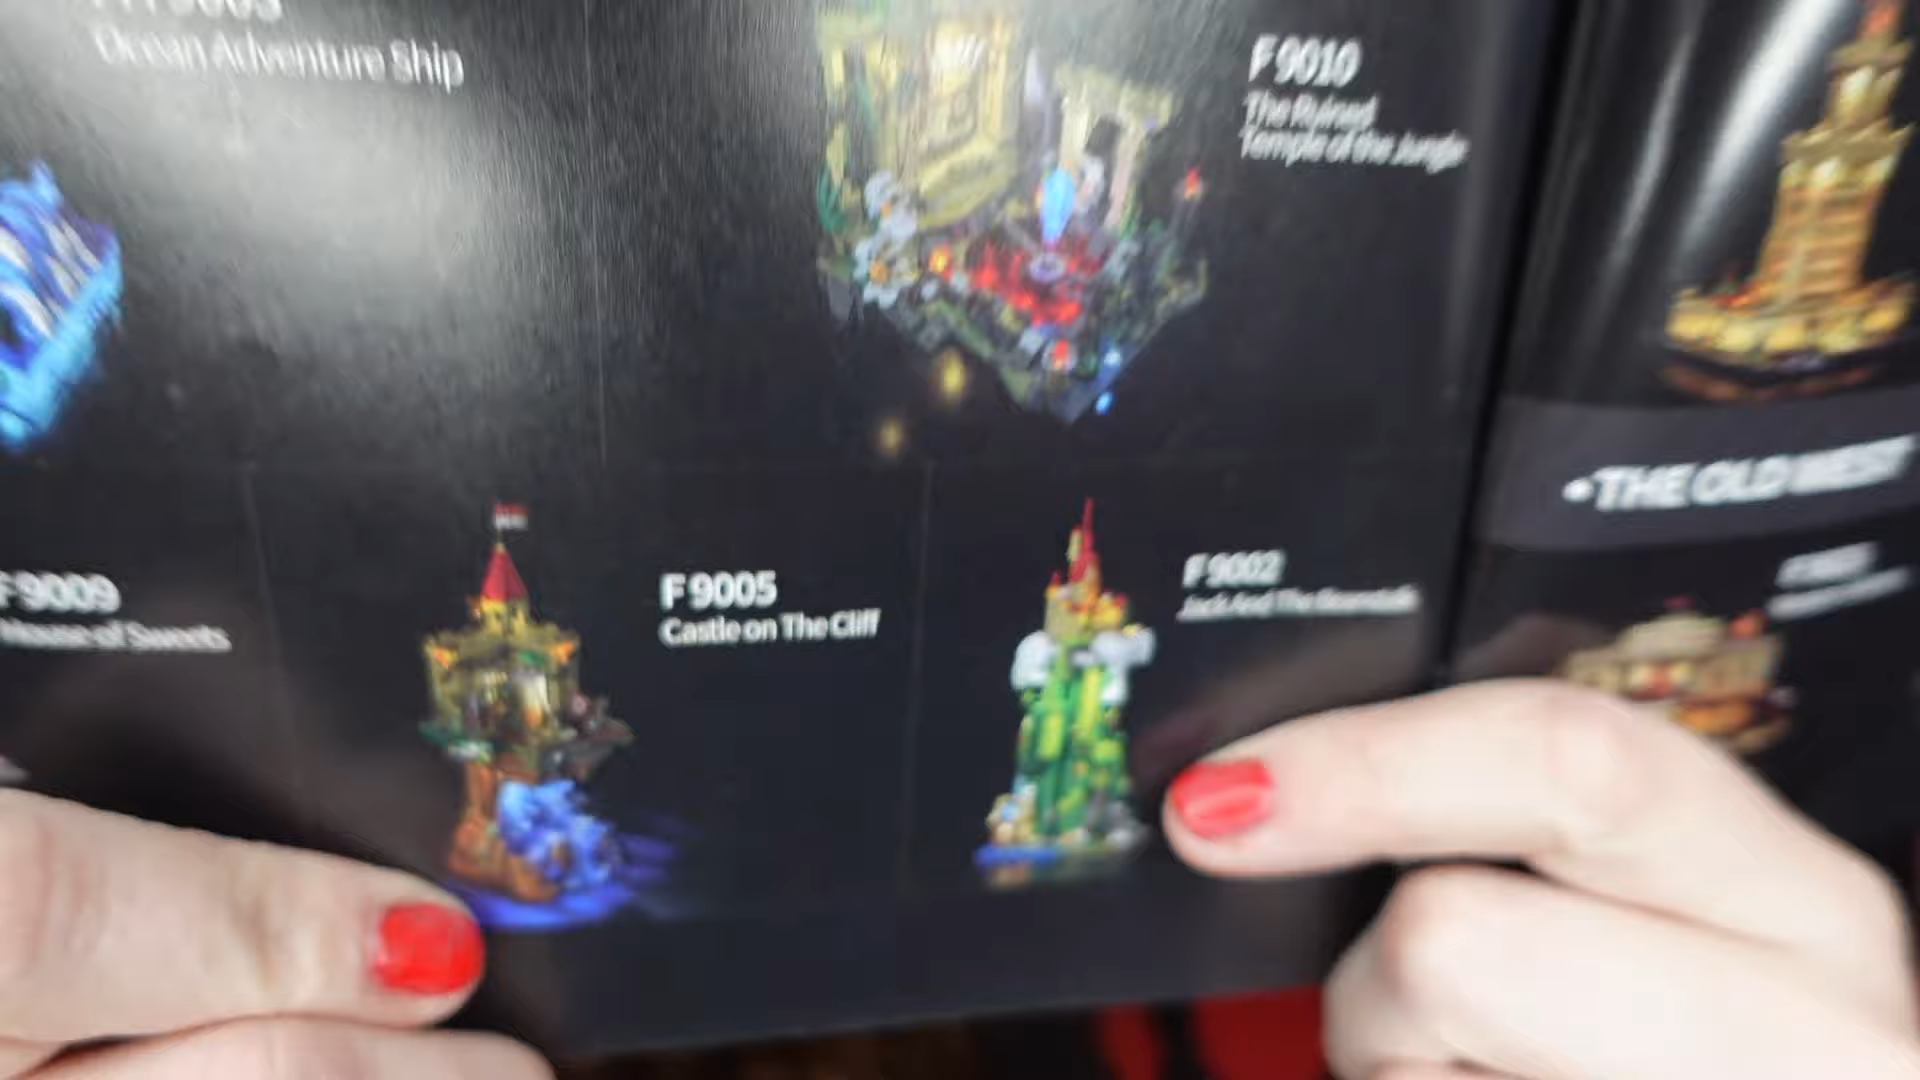 Ocean Adventure Ship
F9010
The Ruined
Temple of the Jungle
•THE OLD WEST
F9009
House of Sweets
F9005
Castle on The Cliff
F9002
Jack And The Beanstalk